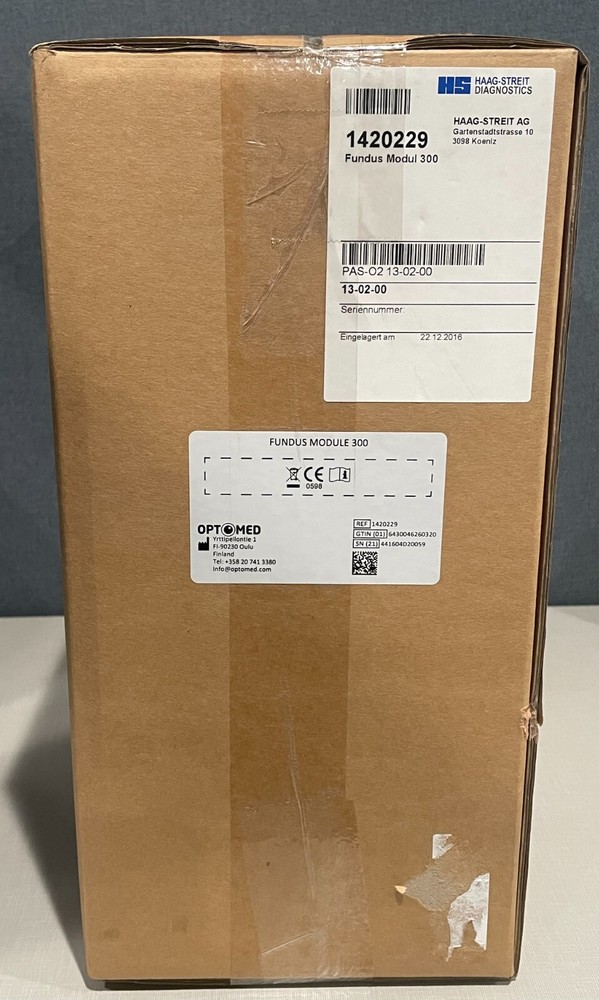 HS HAAG-STREIT
DIAGNOSTICS
HAAG-STREIT AG
Gartenstadtstrasse 10
3098 Koeniz
1420229
Fundus Modul 300
PAS-O2 13-02-00
13-02-00
Seriennummer:
Eingelagert am 22.12.2016
FUNDUS MODULE 300
CE
0598
OPTOMED
Yrttipellontie 1
FI-90230 Oulu
Finland
Tel: +358 20 741 3380
Info@optomed.com
REF 1420229
GTIN (01) 6430046260320
SN (21) 441604D20059